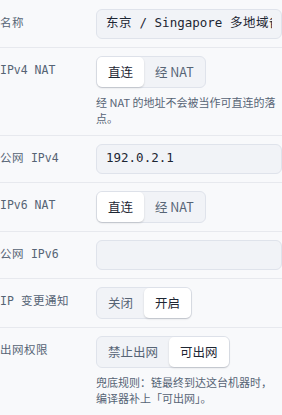 名称
东京 / Singapore 多地域
IPv4 NAT
直连 经 NAT
经 NAT 的地址不会被当作可直连的落
点。
公网 IPv4
192.0.2.1
IPv6 NAT
直连 经 NAT
公网 IPv6
IP 变更通知
关闭 开启
出网权限
禁止出网 可出网
兜底规则：链最终到达这台机器时，
编译器补上「可出网」。